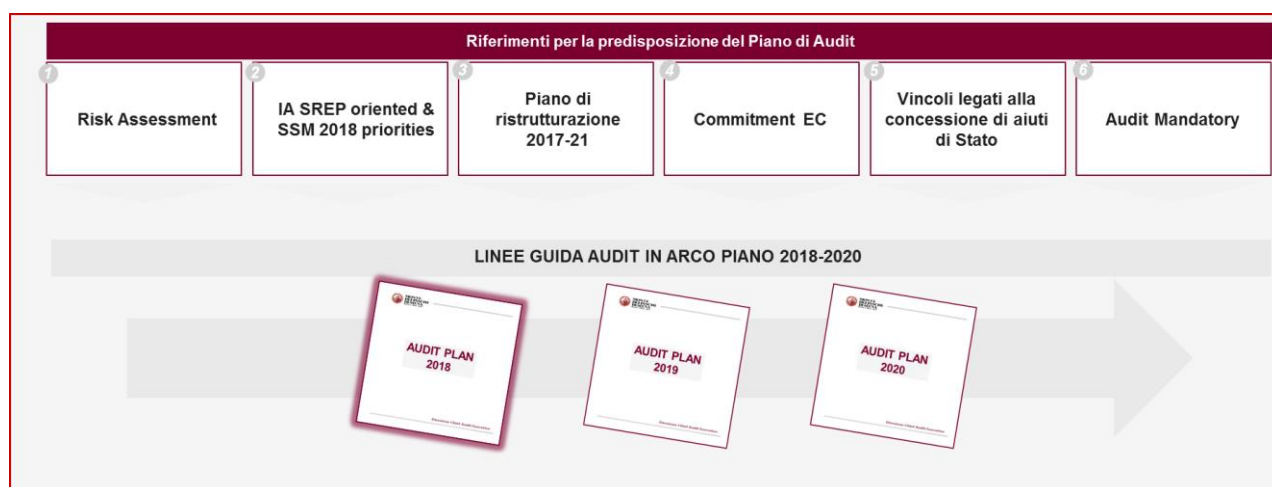 Riferimenti per la predisposizione del Piano di Audit
1
Risk Assessment
2
IA SREP oriented &
SSM 2018 priorities
3
Piano di
ristrutturazione
2017-21
4
Commitment EC
5
Vincoli legati alla
concessione di aiuti
di Stato
6
Audit Mandatory
LINEE GUIDA AUDIT IN ARCO PIANO 2018-2020
AUDIT PLAN
2018
AUDIT PLAN
2019
AUDIT PLAN
2020